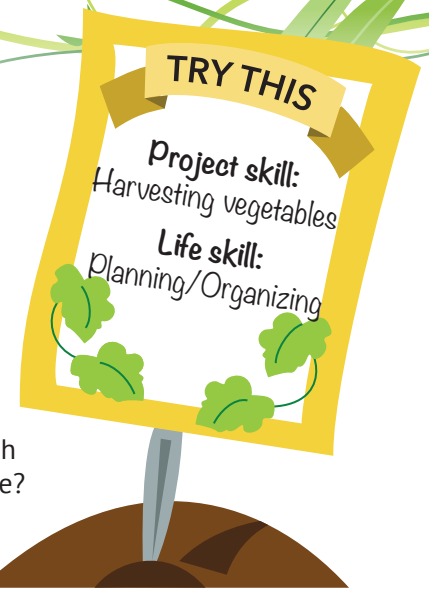 TRY THIS
Project skill:
Harvesting vegetables
Life skill:
Planning/Organizing
h
e?